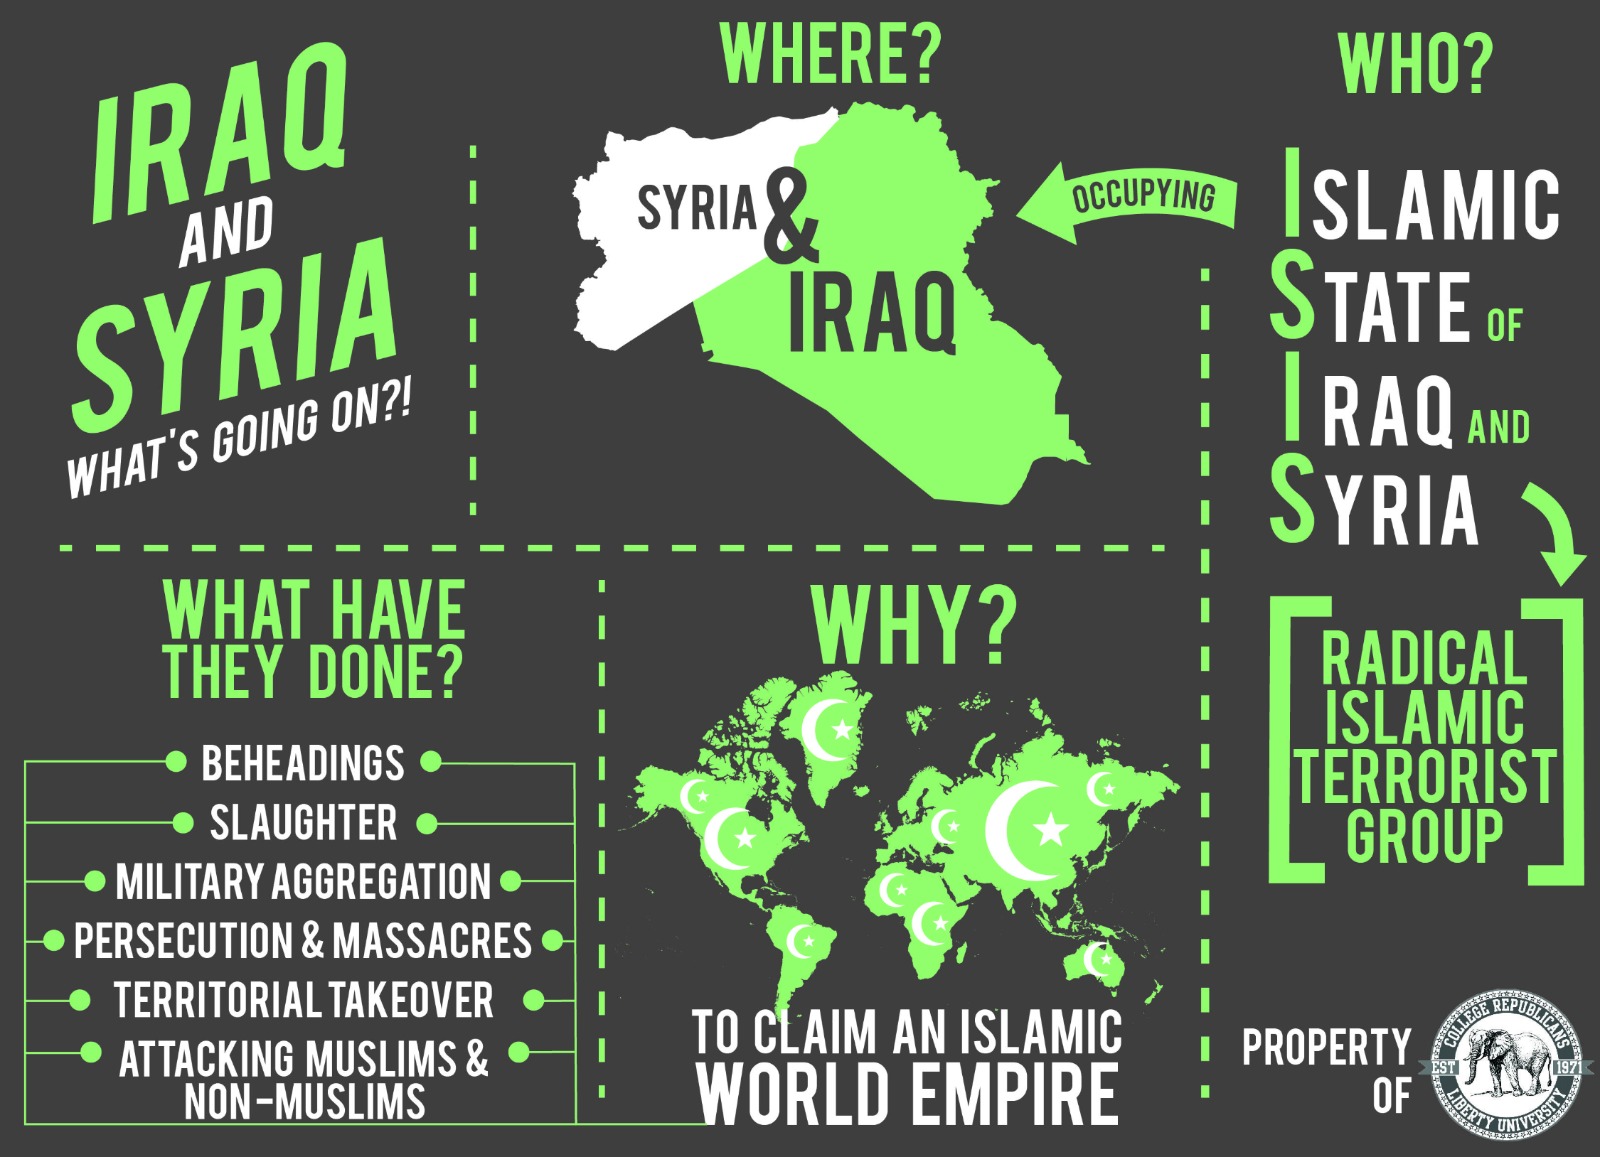 IRAQ
AND
SYRIA
WHAT'S GOING ON?!
WHERE?
SYRIA
&
IRAQ
OCCUPYING
WHO?
ISLAMIC
STATE OF
IRAQ AND
SYRIA
RADICAL
ISLAMIC
TERRORIST
GROUP
WHAT HAVE
THEY DONE?
BEHEADINGS
SLAUGHTER
MILITARY AGGREGATION
PERSECUTION & MASSACRES
TERRITORIAL TAKEOVER
ATTACKING MUSLIMS &
NON-MUSLIMS
WHY?
TO CLAIM AN ISLAMIC
WORLD EMPIRE
PROPERTY
OF
COLLEGE REPUBLICANS
EST 1971
LIBERTY UNIVERSITY